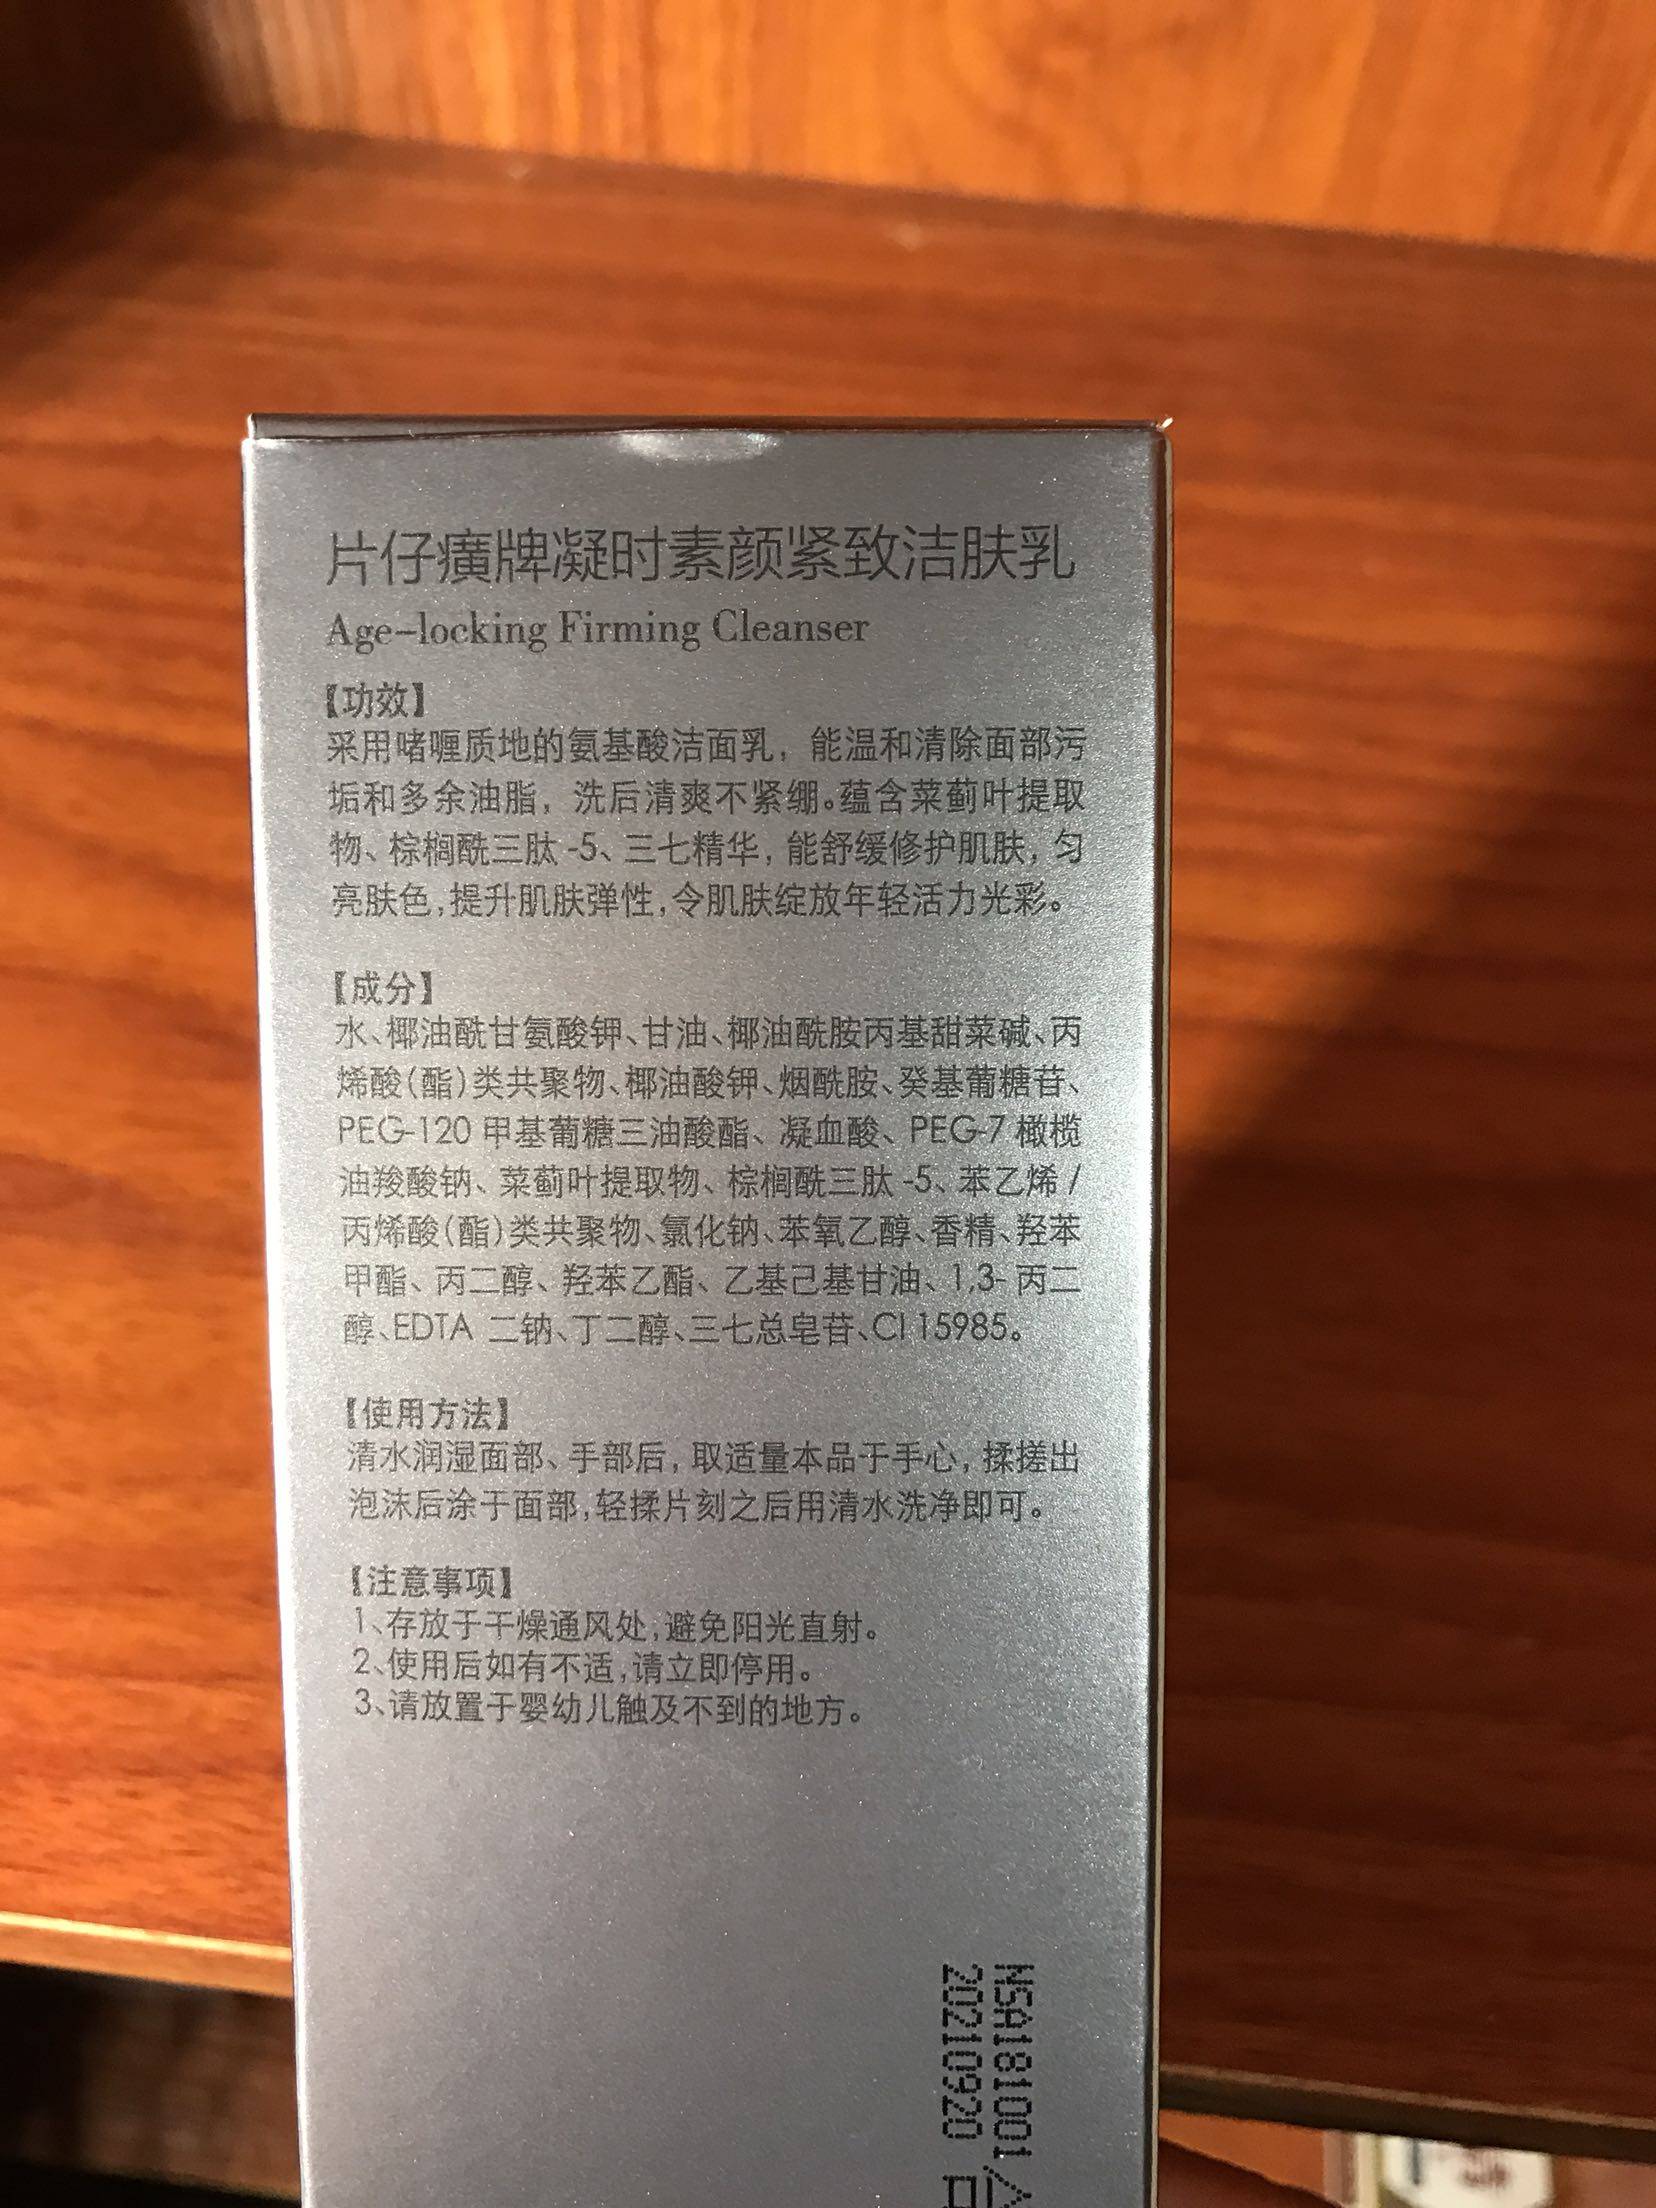 片仔癀牌凝时素颜紧致洁肤乳
Age-locking Firming Cleanser
【功效】
采用啫喱质地的氨基酸洁面乳，能温和清除面部污
垢和多余油脂，洗后清爽不紧绷。蕴含菜蓟叶提取
物、棕榈酰三肽-5、三七精华，能舒缓修护肌肤，匀
亮肤色，提升肌肤弹性，令肌肤绽放年轻活力光彩。
【成分】
水、椰油酰甘氨酸钾、甘油、椰油酰胺丙基甜菜碱、丙
烯酸(酯)类共聚物、椰油酸钾、烟酰胺、癸基葡糖苷、
PEG-120 甲基葡糖三油酸酯、凝血酸、PEG-7 橄榄
油羧酸钠、菜蓟叶提取物、棕榈酰三肽-5、苯乙烯/
丙烯酸(酯)类共聚物、氯化钠、苯氧乙醇、香精、羟苯
甲酯、丙二醇、羟苯乙酯、乙基己基甘油、1,3-丙二
醇、EDTA 二钠、丁二醇、三七总皂苷、CI 15985。
【使用方法】
清水润湿面部、手部后，取适量本品于手心，揉搓出
泡沫后涂于面部，轻揉片刻之后用清水洗净即可。
【注意事项】
1、存放于干燥通风处，避免阳光直射。
2、使用后如有不适，请立即停用。
3、请放置于婴幼儿触及不到的地方。
NSA181001
20210920